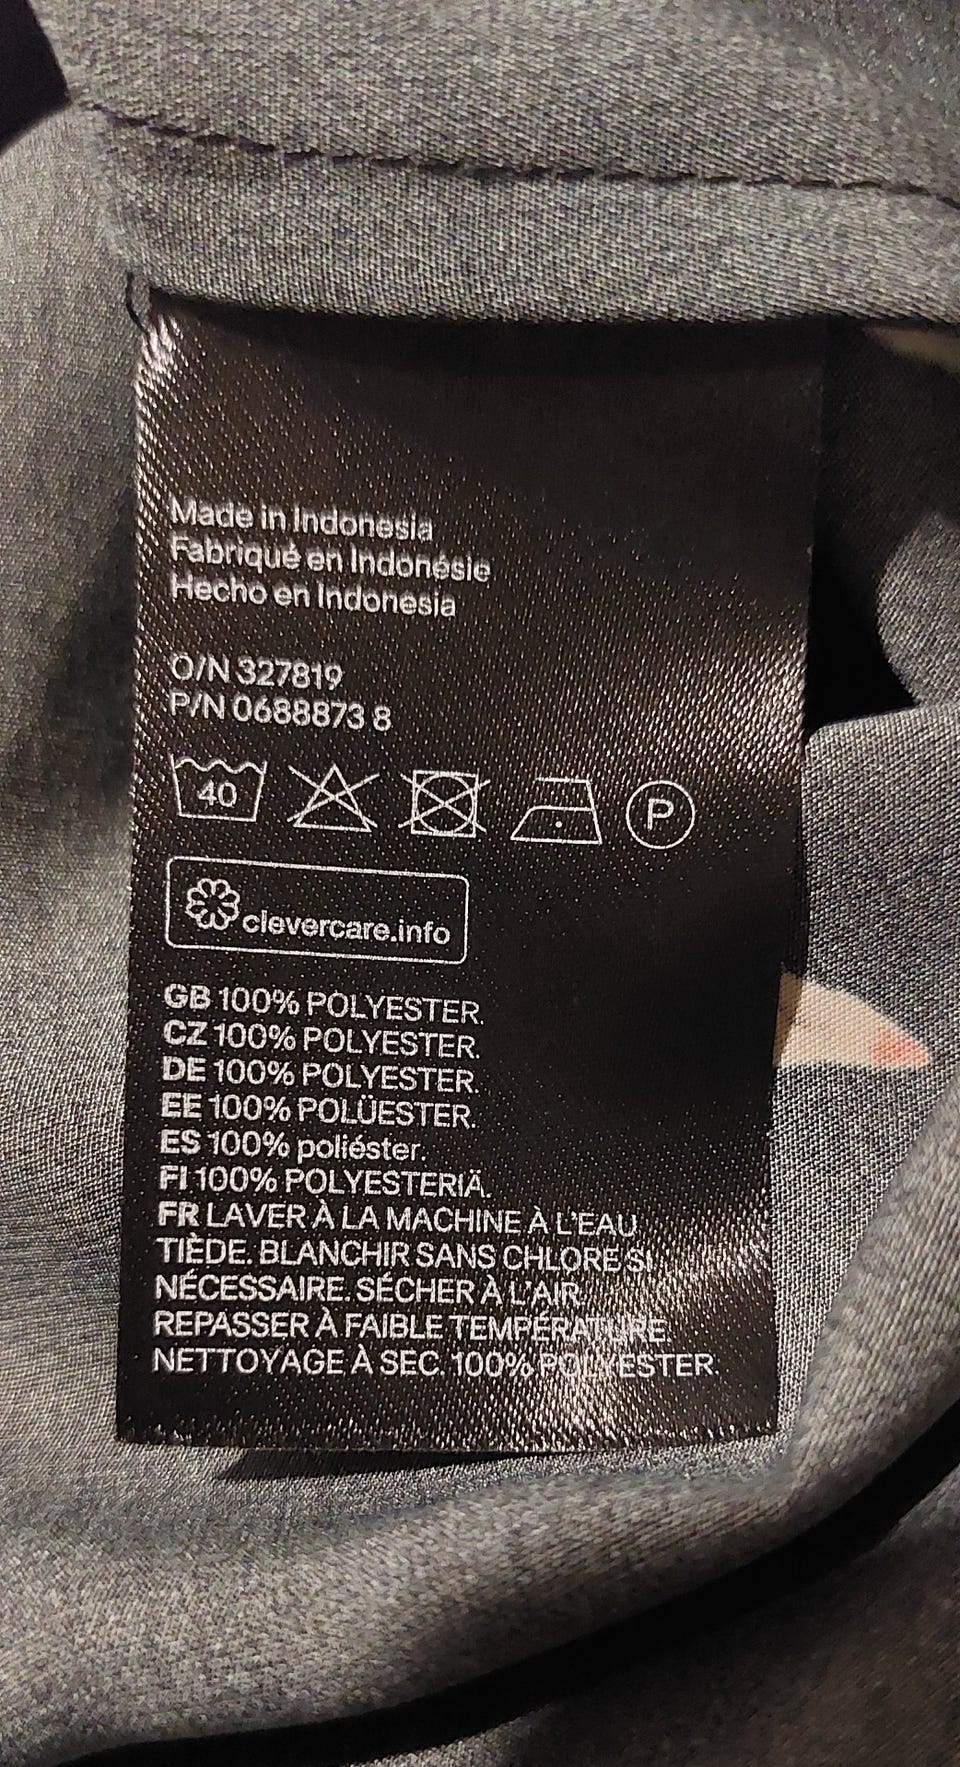 Made in Indonesia
Fabriqué en Indonésie
Hecho en Indonesia
O/N 327819
P/N 0688873 8
40 P
clevercare.info
GB 100% POLYESTER.
CZ 100% POLYESTER.
DE 100% POLYESTER.
EE 100% POLÜESTER.
ES 100% poliéster.
FI 100% POLYESTERIÄ.
FR LAVER À LA MACHINE À L'EAU
TIÈDE. BLANCHIR SANS CHLORE SI
NÉCESSAIRE. SÉCHER À L'AIR.
REPASSER À FAIBLE TEMPÉRATURE.
NETTOYAGE À SEC. 100% POLYESTER.